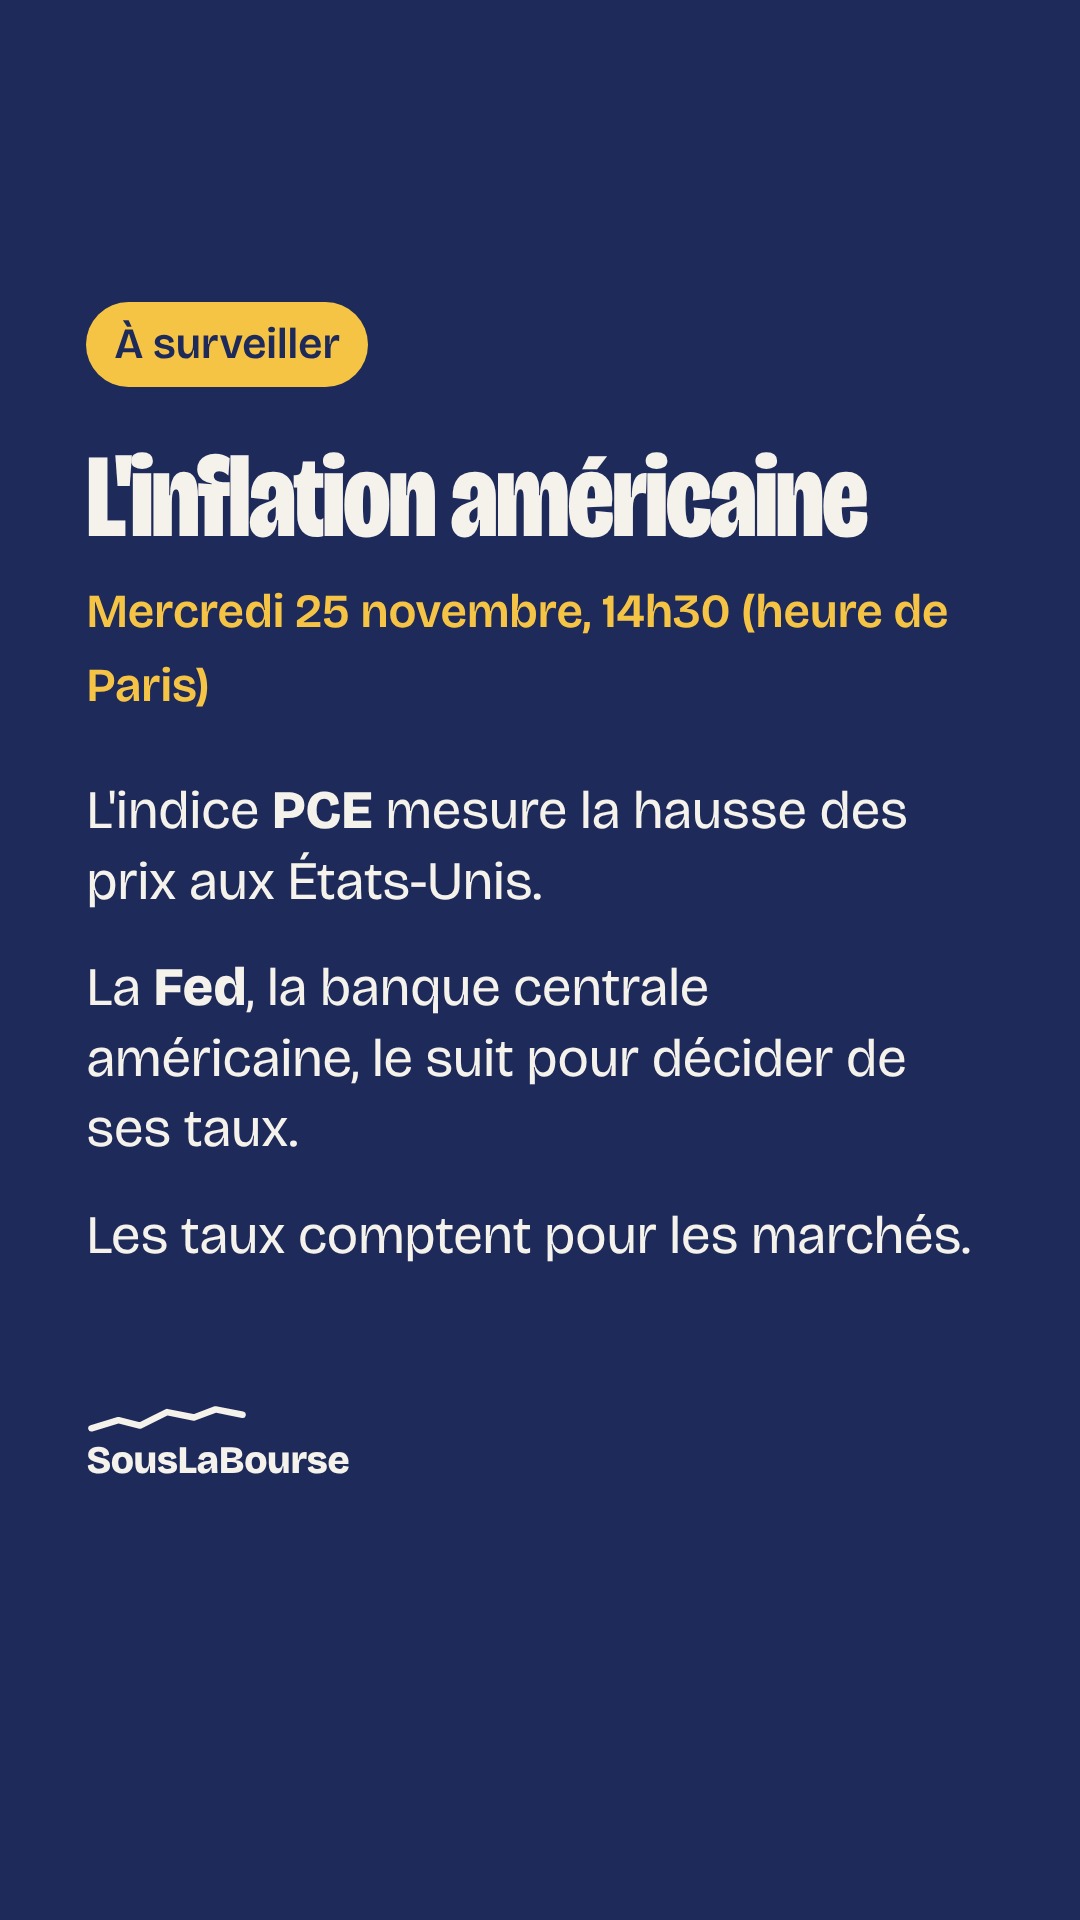 À surveiller
L'inflation américaine
Mercredi 25 novembre, 14h30 (heure de
Paris)
L'indice PCE mesure la hausse des
prix aux États-Unis.
La Fed, la banque centrale
américaine, le suit pour décider de
ses taux.
Les taux comptent pour les marchés.
SousLaBourse